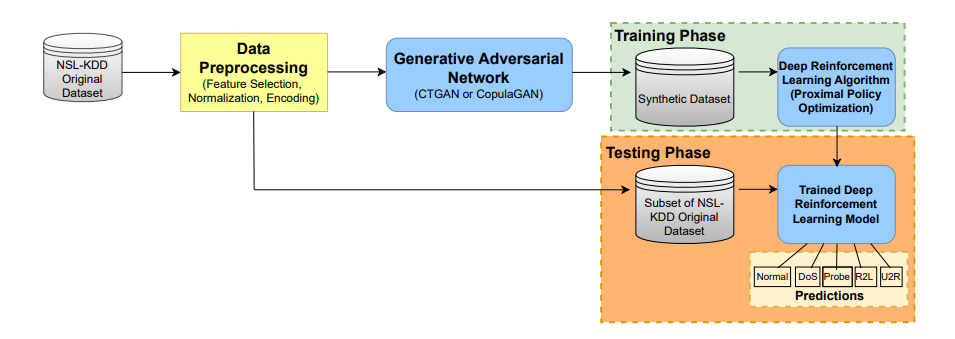 NSL-KDD
Original
Dataset
Data
Preprocessing
(Feature Selection,
Normalization, Encoding)
Generative Adversarial
Network
(CTGAN or CopulaGAN)
Training Phase
Synthetic Dataset
Deep Reinforcement
Learning Algorithm
(Proximal Policy
Optimization)
Testing Phase
Subset of NSL-
KDD Original
Dataset
Trained Deep
Reinforcement
Learning Model
Normal DoS Probe R2L U2R
Predictions